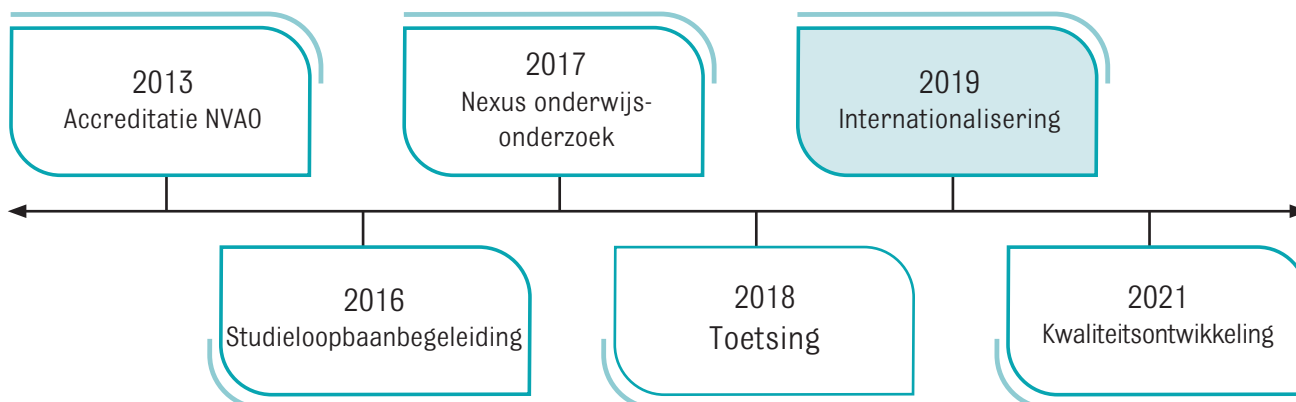 2013
Accreditatie NVAO
2017
Nexus onderwijs-
onderzoek
2019
Internationalisering
2016
Studieloopbaanbegeleiding
2018
Toetsing
2021
Kwaliteitsontwikkeling